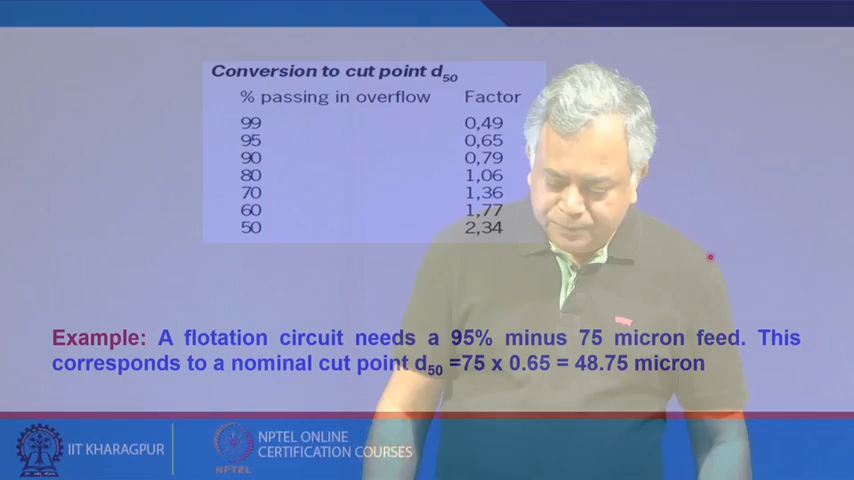 Conversion to cut point d50
% passing in overflow Factor
99 0,49
95 0,65
90 0,79
80 1,06
70 1,36
60 1,77
50 2,34
Example: A flotation circuit needs a 95% minus 75 micron feed. This
corresponds to a nominal cut point d50 =75 x 0.65 = 48.75 micron
IIT KHARAGPUR
NPTEL
NPTEL ONLINE
CERTIFICATION COURSES